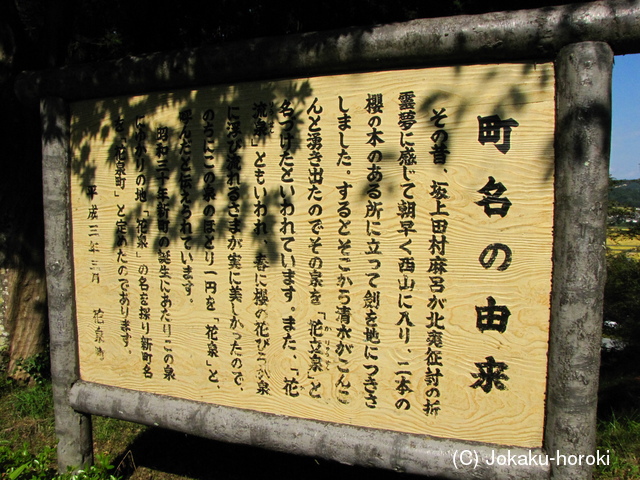 町名の由来
その昔、坂上田村麻呂が北夷征討の折
霊夢に感じて朝早く西山に入り、二本の
櫻の木のある所に立つて劍を地につきさ
しました。するとそこから清水がこんこ
んと湧き出たのでその泉を「花立泉」と
名づけたといわれています。また、「花
流泉」ともいわれ、春に櫻の花びらが泉
に浮び流れるさまが実に美しかったので、
のちにこの泉のほとり一円を「花泉」と、
呼んだと伝えられています。
昭和三十年新町の誕生にあたりこの泉
にゆかりの地「花泉」の名を採り新町名
を、「花泉町」と定めたのであります。
平成三年三月 花泉町
(C) Jokaku-horoki